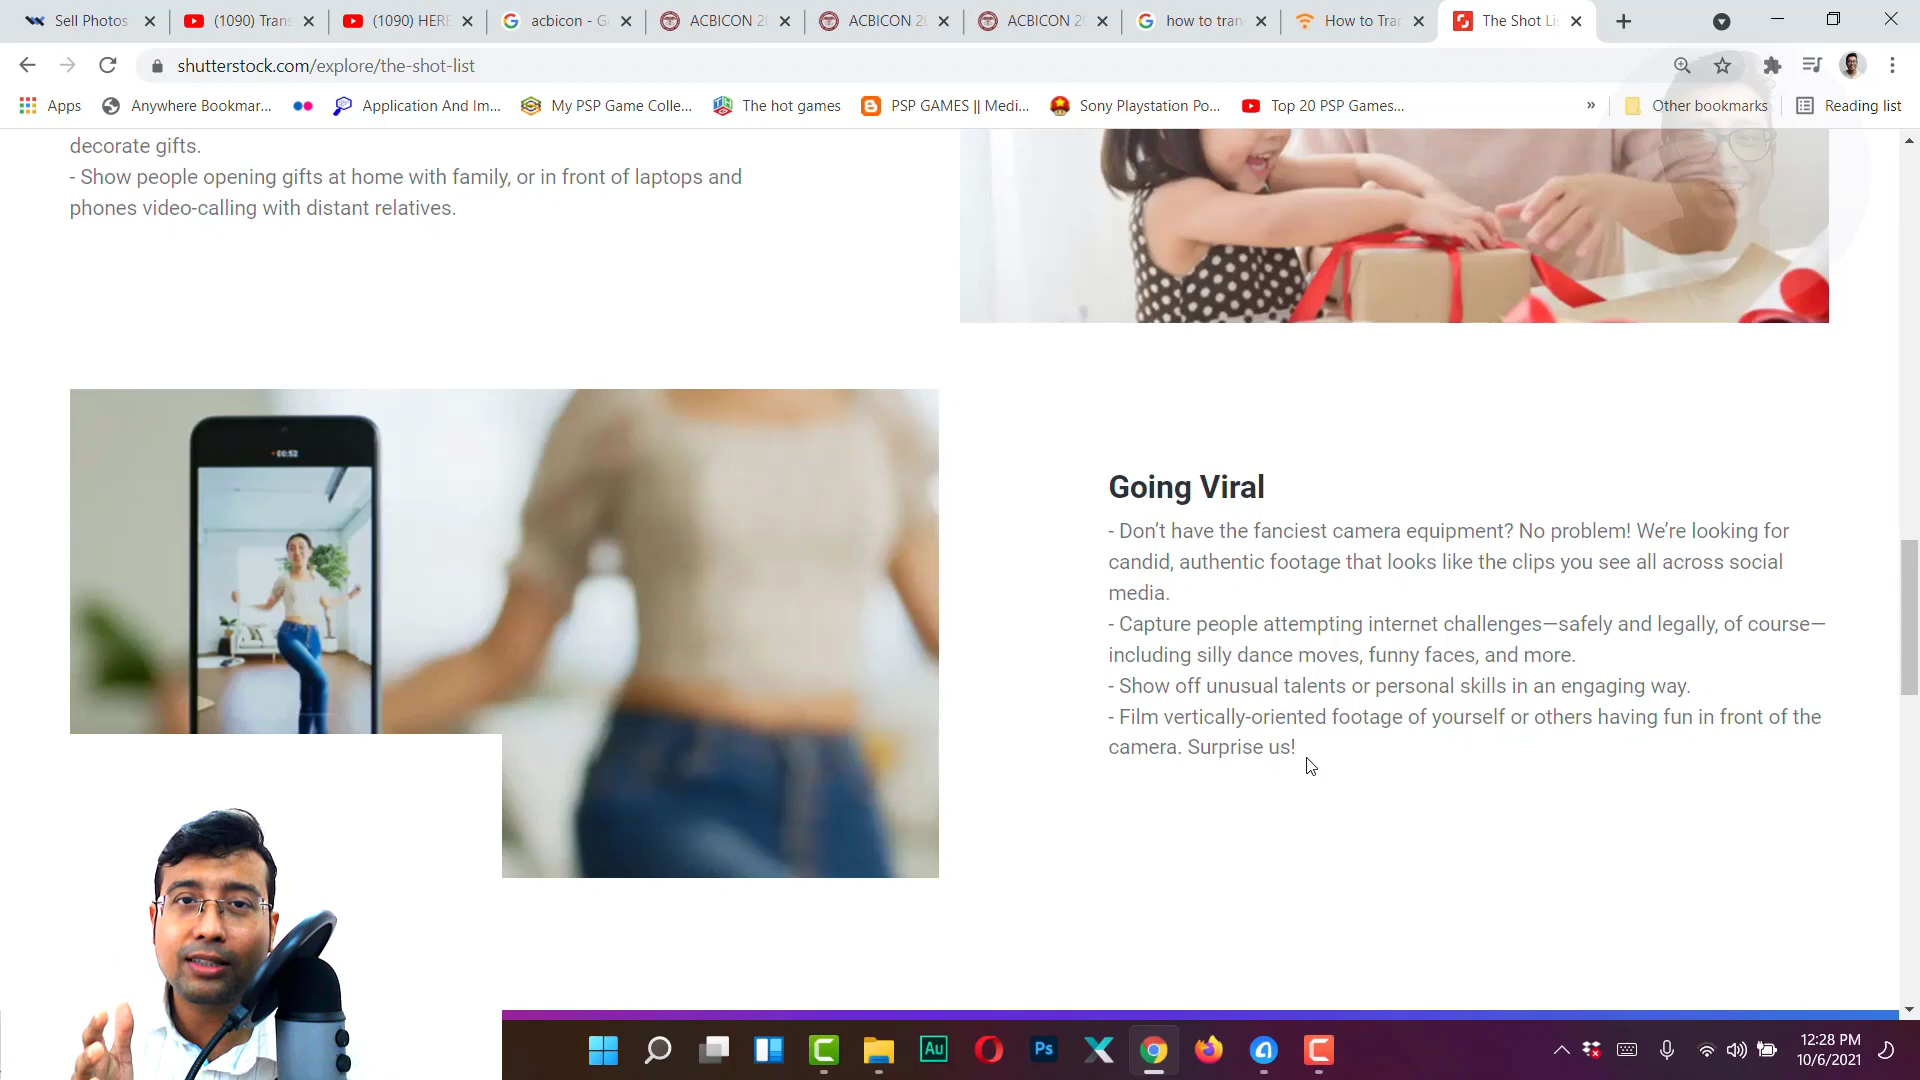 Sell Photos
(1090) Tran
(1090) HERE
acbicon - G
ACBICON 2
ACBICON 2
ACBICON 2
how to tran
How to Tra
The Shot Li
shutterstock.com/explore/the-shot-list
Apps
Anywhere Bookmar...
Application And Im...
My PSP Game Colle...
The hot games
PSP GAMES || Medi...
Sony Playstation Po...
Top 20 PSP Games...
»
Other bookmarks
Reading list
decorate gifts.
- Show people opening gifts at home with family, or in front of laptops and
phones video-calling with distant relatives.
00:52
Going Viral
- Don’t have the fanciest camera equipment? No problem! We’re looking for
candid, authentic footage that looks like the clips you see all across social
media.
- Capture people attempting internet challenges—safely and legally, of course—
including silly dance moves, funny faces, and more.
- Show off unusual talents or personal skills in an engaging way.
- Film vertically-oriented footage of yourself or others having fun in front of the
camera. Surprise us!
Au
Ps
12:28 PM
10/6/2021